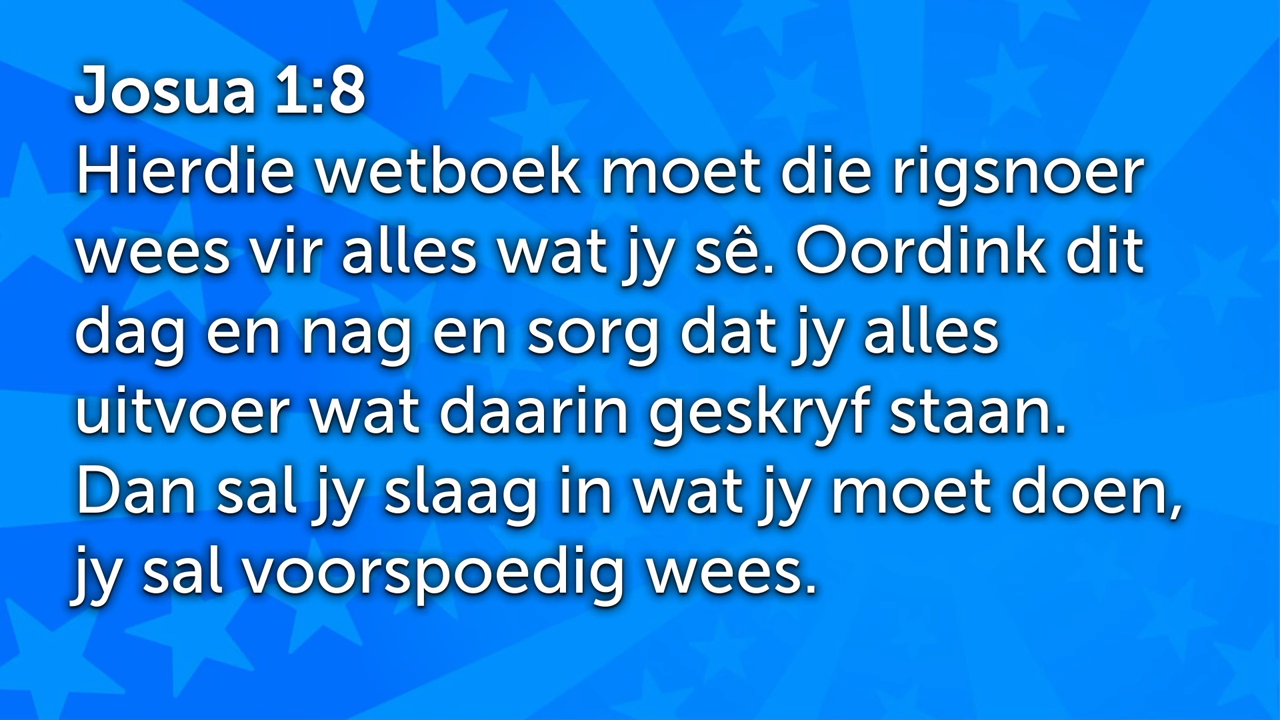 Josua 1:8
Hierdie wetboek moet die rigsnoer
wees vir alles wat jy sê. Oordink dit
dag en nag en sorg dat jy alles
uitvoer wat daarin geskryf staan.
Dan sal jy slaag in wat jy moet doen,
jy sal voorspoedig wees.